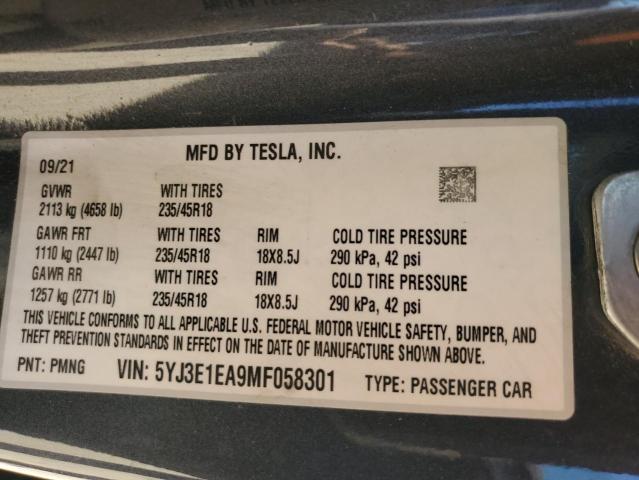 MFD BY TESLA, INC.
09/21
GVWR WITH TIRES
2113 kg (4658 lb) 235/45R18
GAWR FRT WITH TIRES RIM COLD TIRE PRESSURE
1110 kg (2447 lb) 235/45R18 18X8.5J 290 kPa, 42 psi
GAWR RR WITH TIRES RIM COLD TIRE PRESSURE
1257 kg (2771 lb) 235/45R18 18X8.5J 290 kPa, 42 psi
THIS VEHICLE CONFORMS TO ALL APPLICABLE U.S. FEDERAL MOTOR VEHICLE SAFETY, BUMPER, AND
THEFT PREVENTION STANDARDS IN EFFECT ON THE DATE OF MANUFACTURE SHOWN ABOVE.
PNT: PMNG VIN: 5YJ3E1EA9MF058301 TYPE: PASSENGER CAR